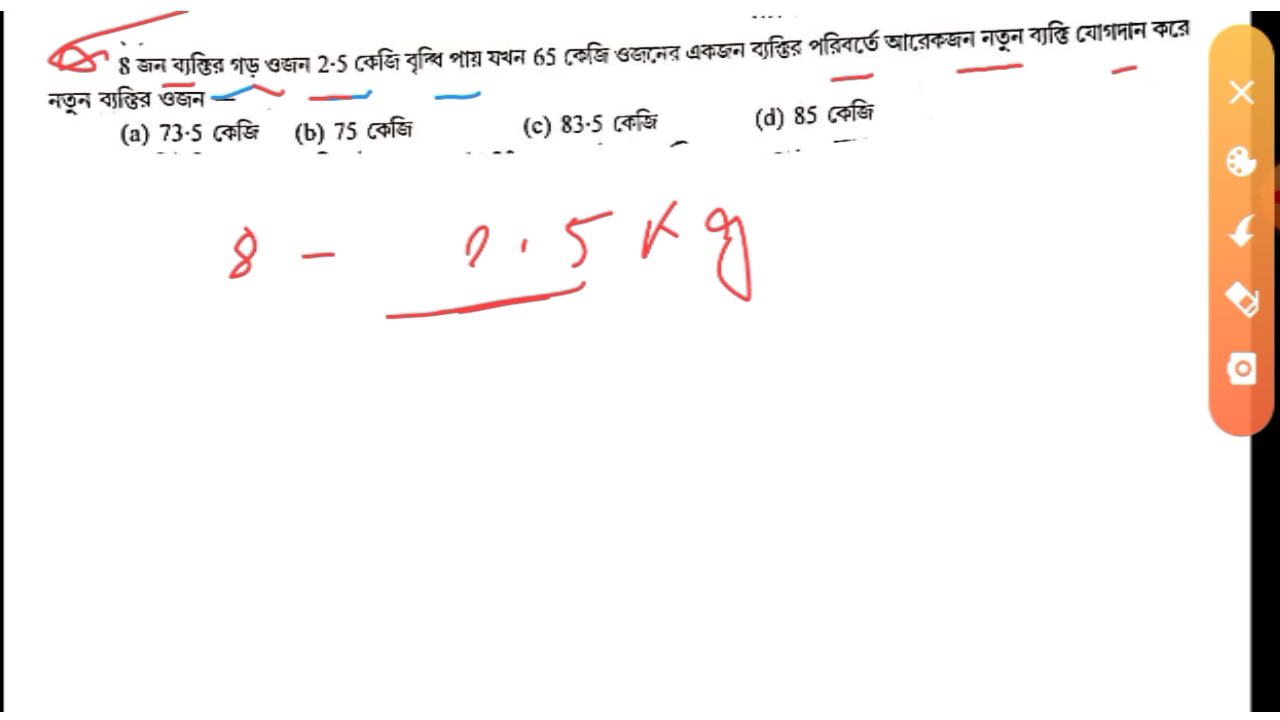 8 জন ব্যক্তির গড় ওজন 2·5 কেজি বৃদ্ধি পায় যখন 65 কেজি ওজনের একজন ব্যক্তির পরিবর্তে আরেকজন নতুন ব্যক্তি যোগদান করে
নতুন ব্যক্তির ওজন —
(a) 73·5 কেজি (b) 75 কেজি (c) 83·5 কেজি (d) 85 কেজি
8 - 2.5 kg